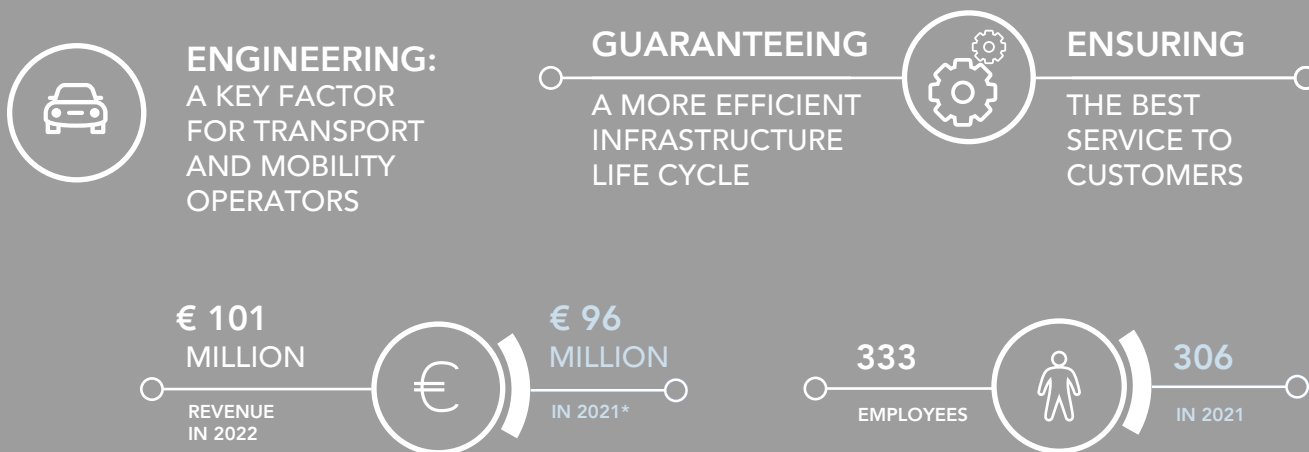 ENGINEERING:
A KEY FACTOR
FOR TRANSPORT
AND MOBILITY
OPERATORS
GUARANTEEING
A MORE EFFICIENT
INFRASTRUCTURE
LIFE CYCLE
ENSURING
THE BEST
SERVICE TO
CUSTOMERS
€ 101
MILLION
REVENUE
IN 2022
€
€ 96
MILLION
IN 2021*
333
EMPLOYEES
306
IN 2021